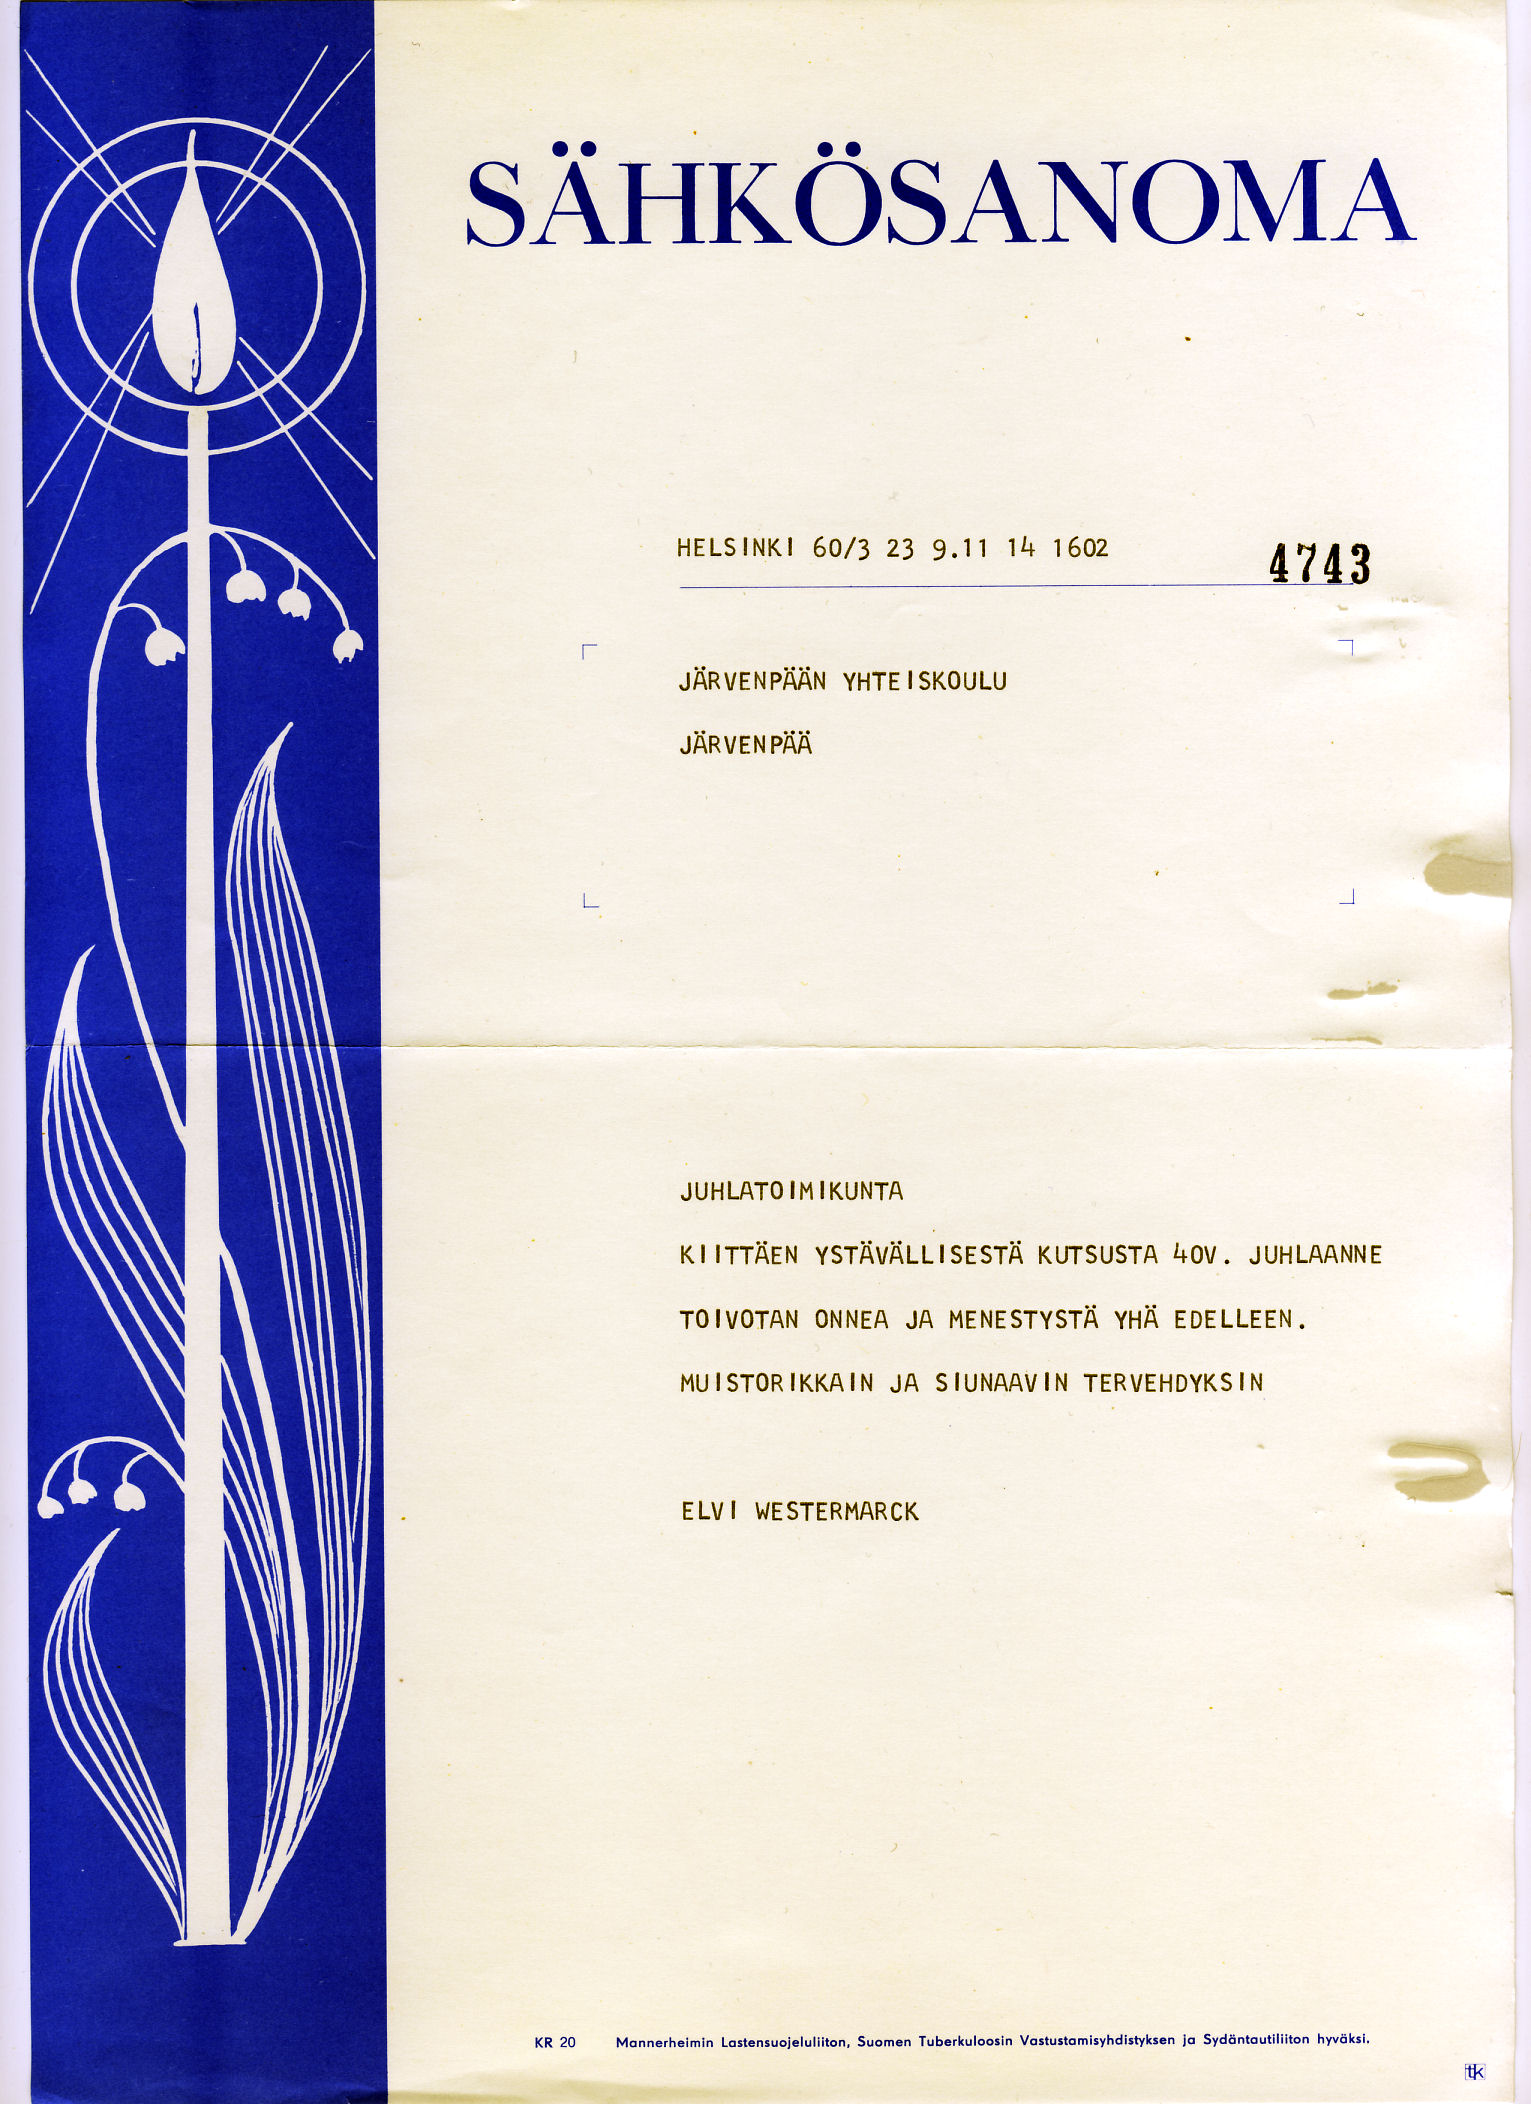 SÄHKÖSANOMA
HELSINKI 60/3 23 9.11 14 1602
4743
JÄRVENPÄÄN YHTEISKOULU
JÄRVENPÄÄ
JUHLATOIMIKUNTA
KIITTÄEN YSTÄVÄLLISESTÄ KUTSUSTA 40V. JUHLAANNE
TOIVOTAN ONNEA JA MENESTYSTÄ YHÄ EDELLEEN.
MUISTORIKKAIN JA SIUNAAVIN TERVEHDYKSIN
ELVI WESTERMARCK
KR 20 Mannerheimin Lastensuojeluliiton, Suomen Tuberkuloosin Vastustamisyhdistyksen ja Sydäntautiliiton hyväksi.
tk